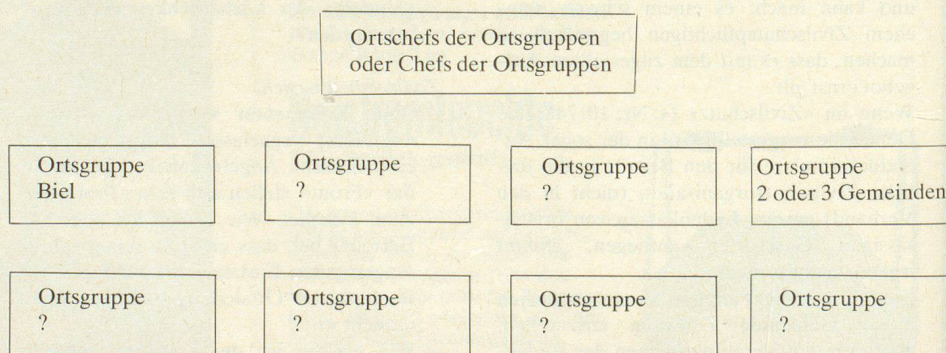 Ortschefs der Ortsgruppen
oder Chefs der Ortsgruppen
Ortsgruppe
Biel
Ortsgruppe
?
Ortsgruppe
?
Ortsgruppe
2 oder 3 Gemeinden
Ortsgruppe
?
Ortsgruppe
?
Ortsgruppe
?
Ortsgruppe
?